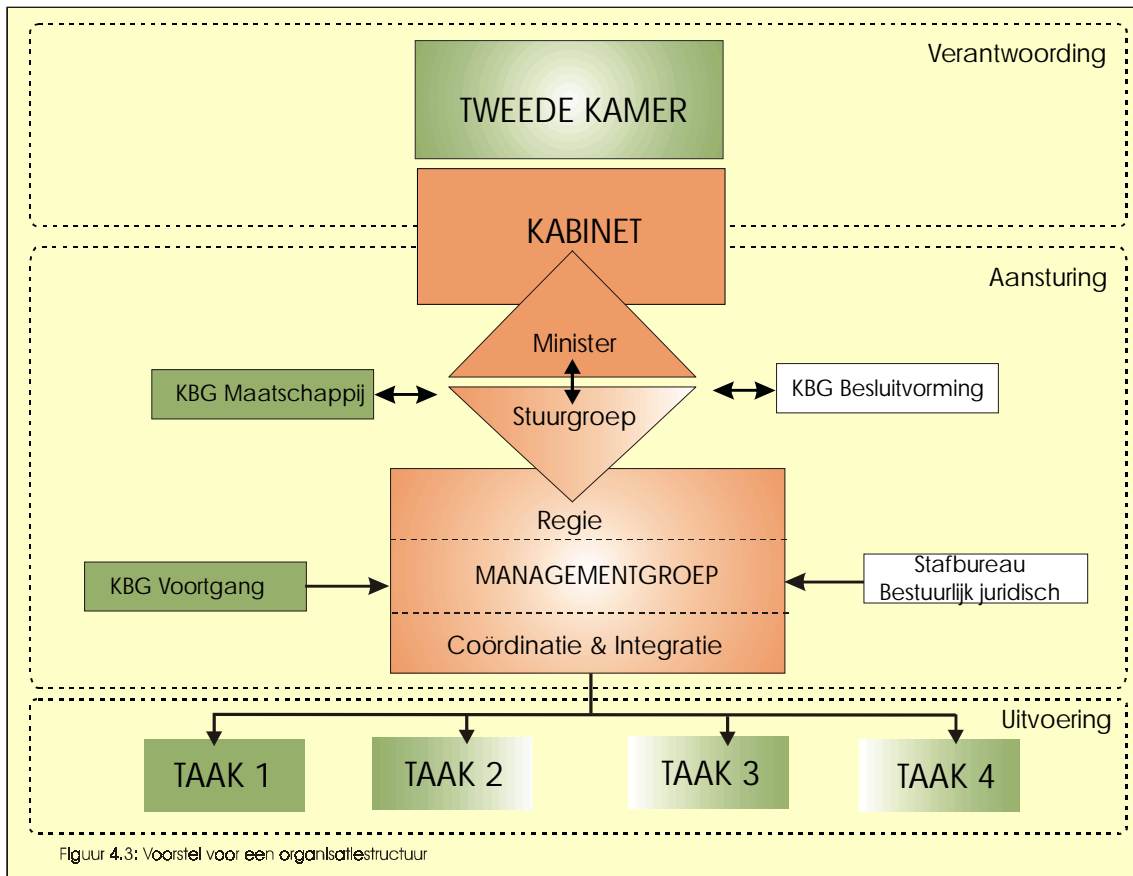 Verantwoording
TWEEDE KAMER
KABINET
Aansturing
Minister
KBG Maatschappij
KBG Besluitvorming
Stuurgroep
Regie
KBG Voortgang
MANAGEMENTGROEP
Stafbureau
Bestuurlijk juridisch
Coördinatie & Integratie
Uitvoering
TAAK 1
TAAK 2
TAAK 3
TAAK 4
Figuur 4.3: Voorstel voor een organisatiestructuur